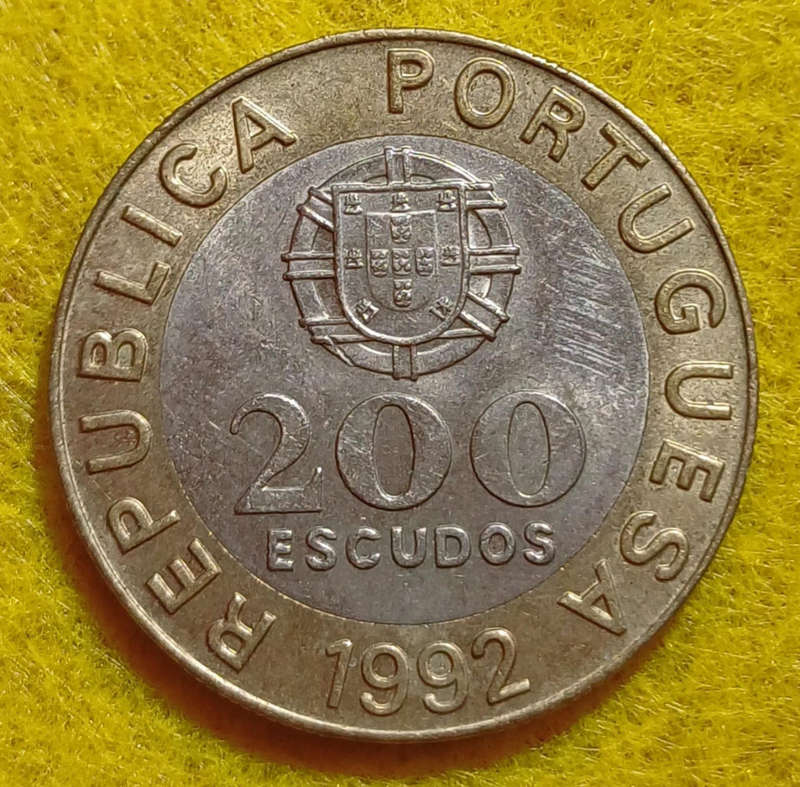 REPUBLICA PORTUGUESA
200
ESCUDOS
1992